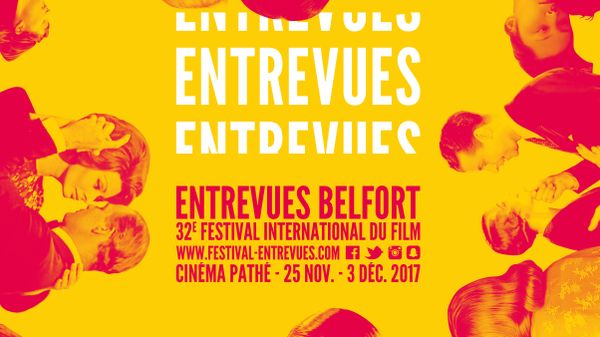 ENTREVUES
ENTREVUES
ENTREVUES
ENTREVUES BELFORT
32E FESTIVAL INTERNATIONAL DU FILM
WWW.FESTIVAL-ENTREVUES.COM
CINÉMA PATHÉ - 25 NOV. - 3 DÉC. 2017